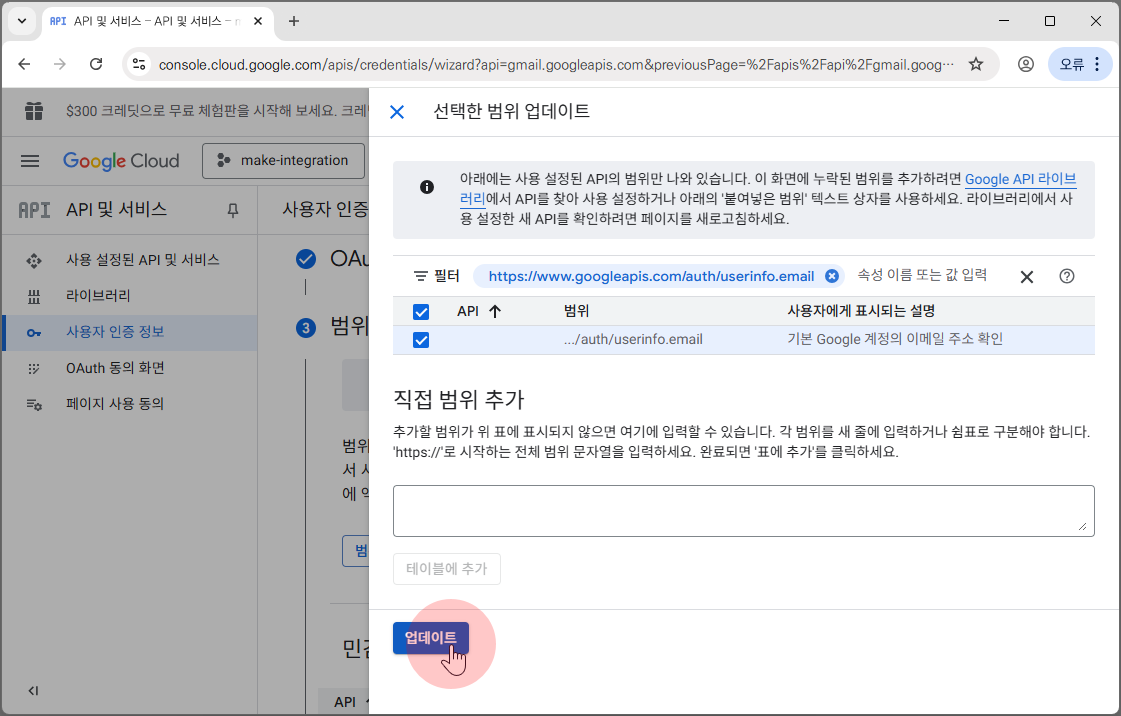 API API 및 서비스 – API 및 서비스 –
console.cloud.google.com/apis/credentials/wizard?api=gmail.googleapis.com&previousPage=%2Fapis%2Fapi%2Fgmail.goog…
오류
$300 크레딧으로 무료 체험판을 시작해 보세요. 크레
선택한 범위 업데이트
Google Cloud
make-integration
API API 및 서비스
사용자 인증
사용 설정된 API 및 서비스
라이브러리
사용자 인증 정보
OAuth 동의 화면
페이지 사용 동의
OAu
3 범위
범위
서 사
에 액
범
민감
API
아래에는 사용 설정된 API의 범위만 나와 있습니다. 이 화면에 누락된 범위를 추가하려면 Google API 라이브
러리에서 API를 찾아 사용 설정하거나 아래의 '붙여넣은 범위' 텍스트 상자를 사용하세요. 라이브러리에서 사
용 설정한 새 API를 확인하려면 페이지를 새로고침하세요.
필터 https://www.googleapis.com/auth/userinfo.email 속성 이름 또는 값 입력
API 범위 사용자에게 표시되는 설명
.../auth/userinfo.email 기본 Google 계정의 이메일 주소 확인
직접 범위 추가
추가할 범위가 위 표에 표시되지 않으면 여기에 입력할 수 있습니다. 각 범위를 새 줄에 입력하거나 쉼표로 구분해야 합니다.
'https://'로 시작하는 전체 범위 문자열을 입력하세요. 완료되면 '표에 추가'를 클릭하세요.
테이블에 추가
업데이트